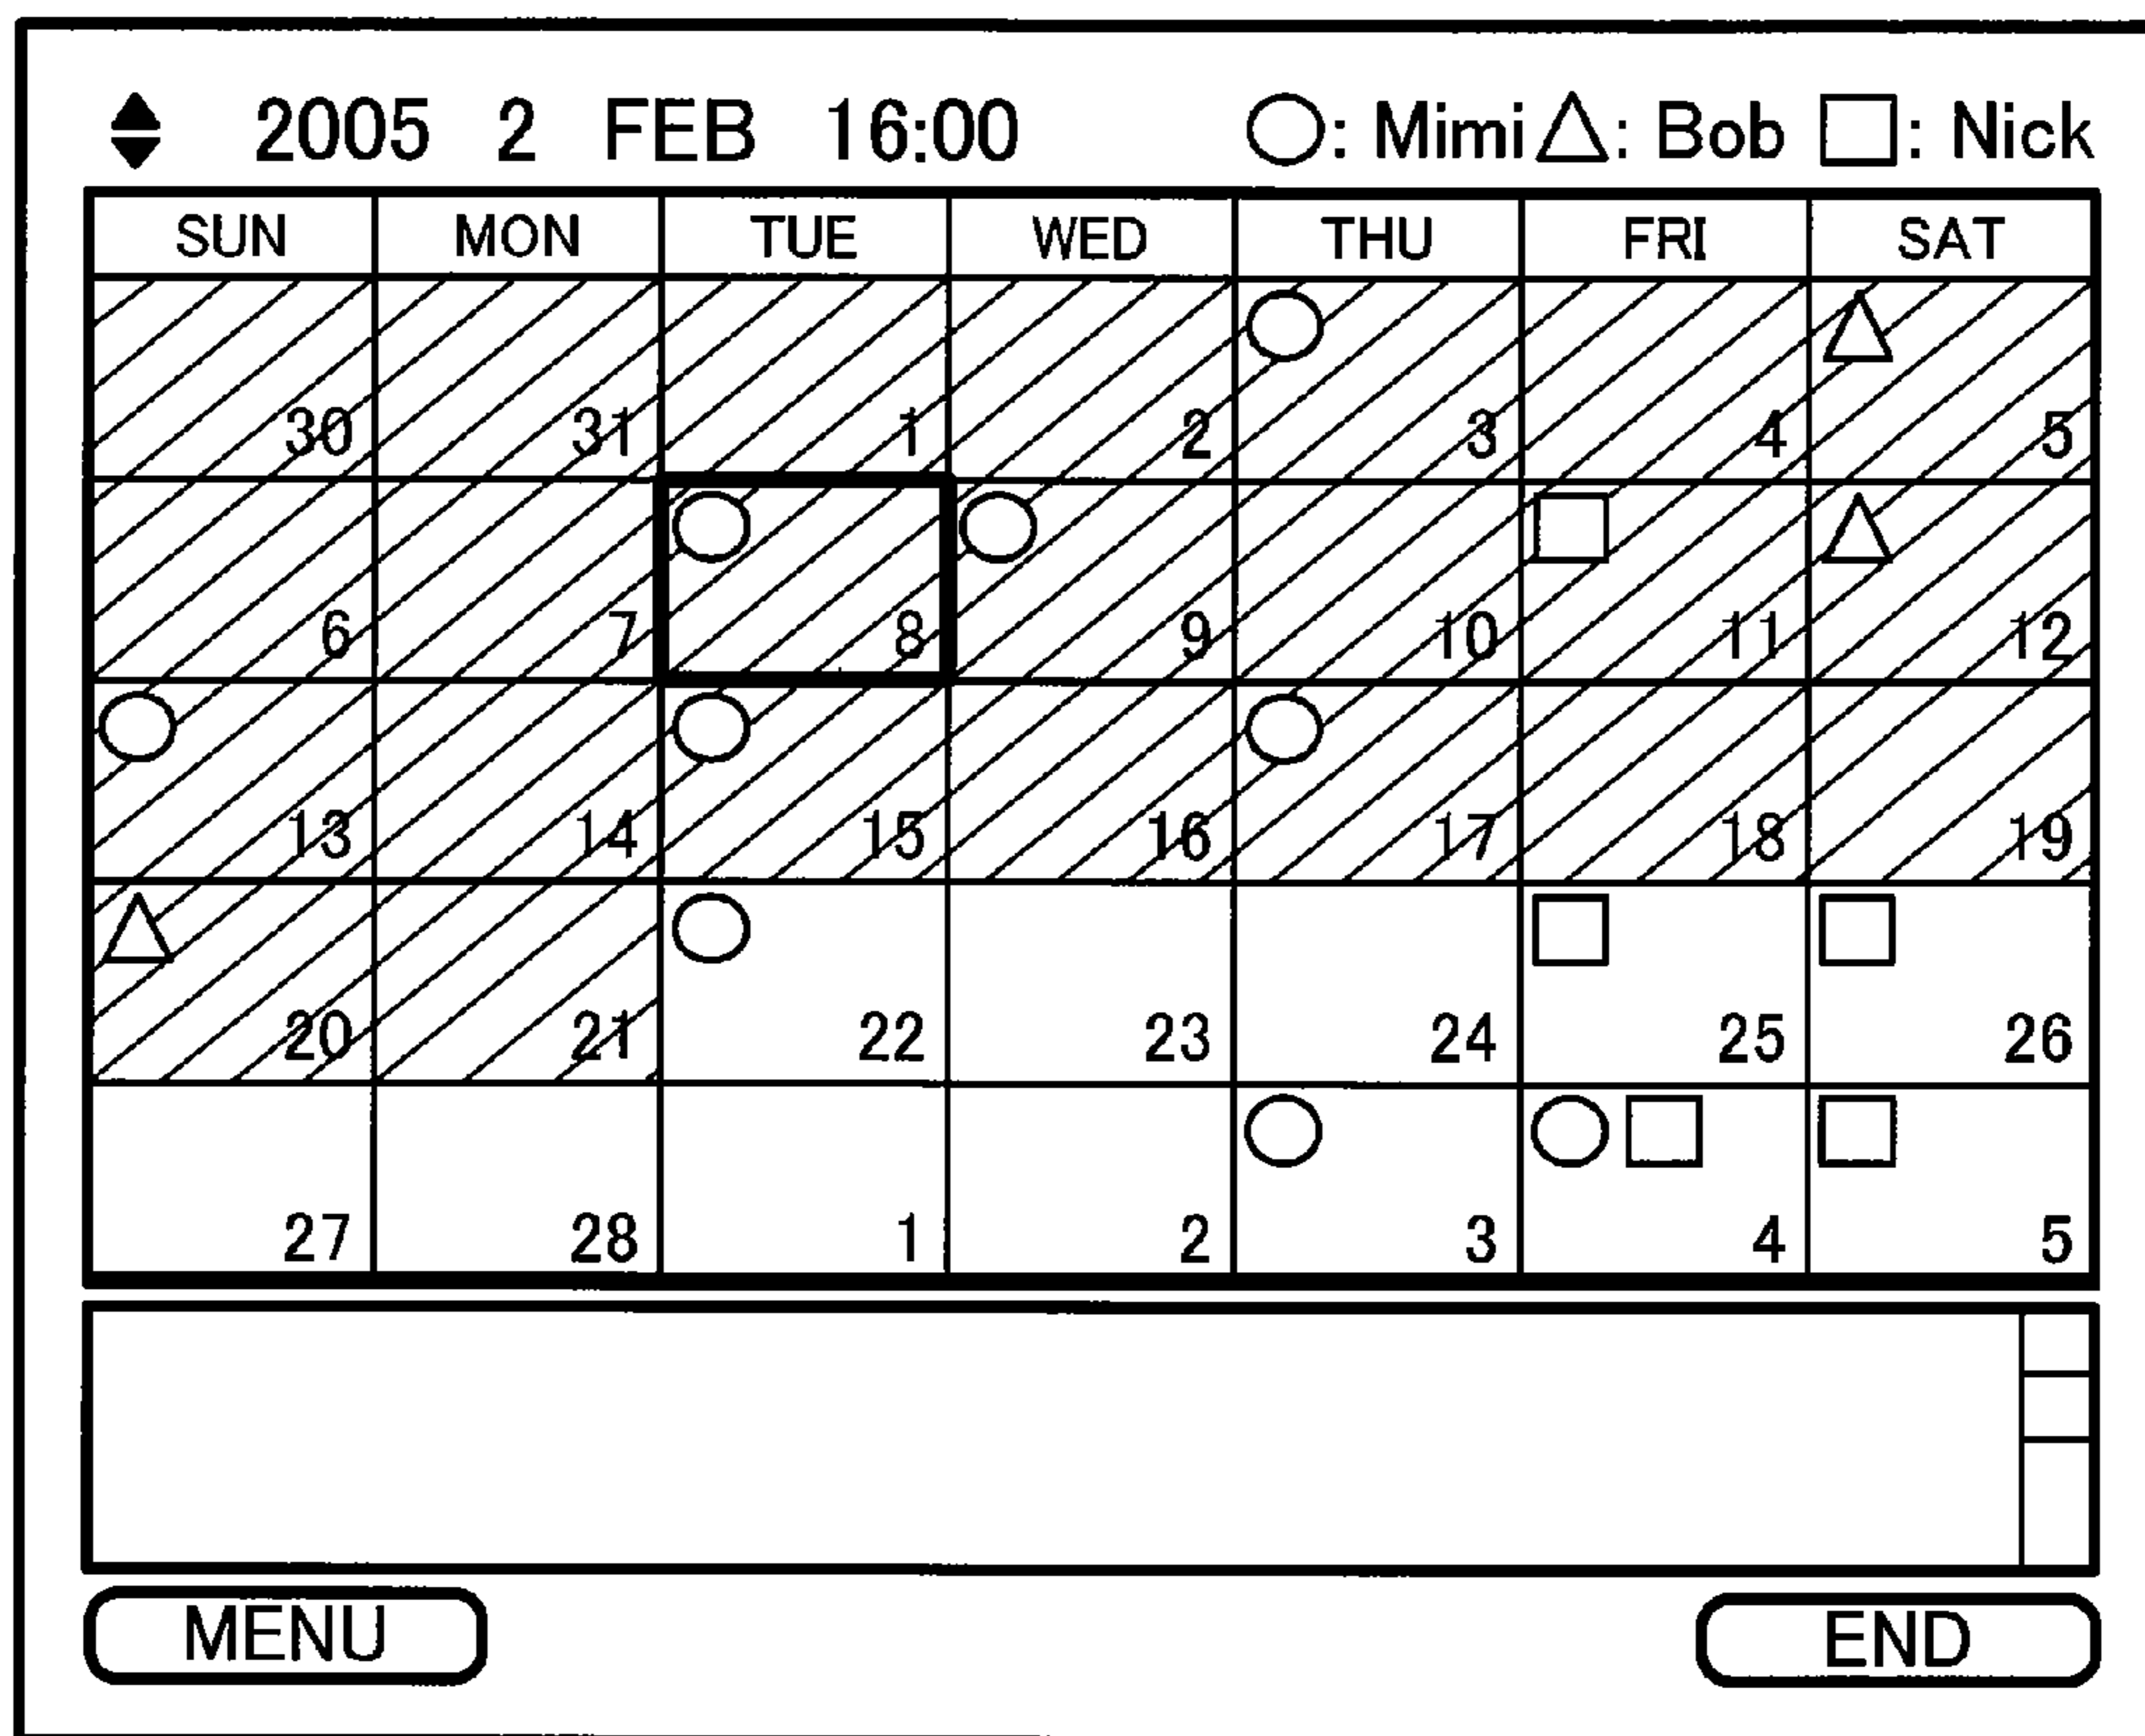 2005 2 FEB 16:00 ○: Mimi △: Bob □: Nick
SUN MON TUE WED THU FRI SAT
30 31 1 2 3 4 5
6 7 8 9 10 11 12
13 14 15 16 17 18 19
20 21 22 23 24 25 26
27 28 1 2 3 4 5
MENU END